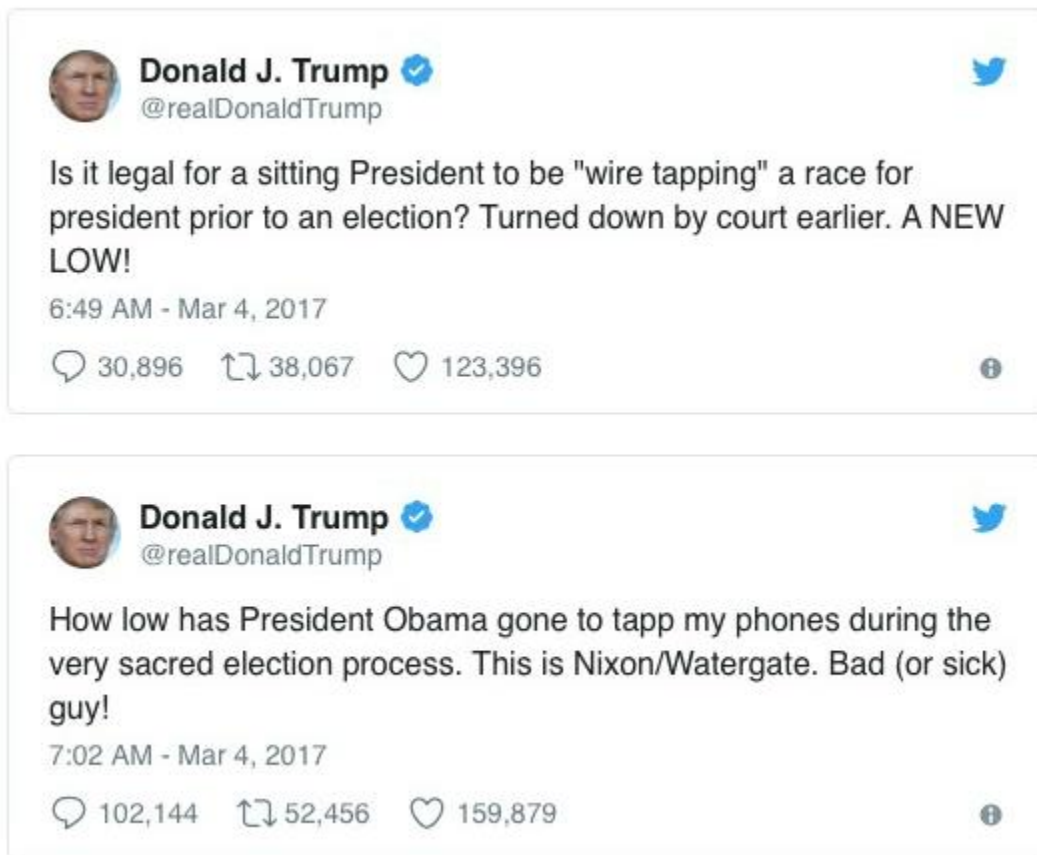 Donald J. Trump
@realDonaldTrump
Is it legal for a sitting President to be "wire tapping" a race for
president prior to an election? Turned down by court earlier. A NEW
LOW!
6:49 AM - Mar 4, 2017
30,896 38,067 123,396
Donald J. Trump
@realDonaldTrump
How low has President Obama gone to tapp my phones during the
very sacred election process. This is Nixon/Watergate. Bad (or sick)
guy!
7:02 AM - Mar 4, 2017
102,144 52,456 159,879